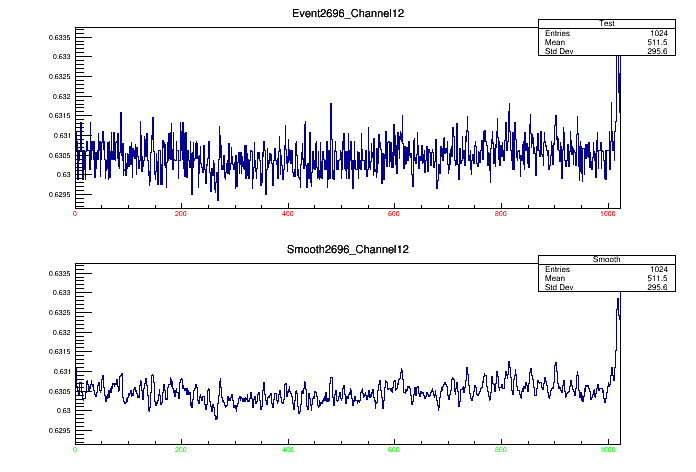 Event2696_Channel12
Test
Entries 1024
Mean 511.5
Std Dev 295.6
0.6335
0.633
0.6325
0.632
0.6315
0.631
0.6305
0.63
0.6295
0 200 400 600 800 1000
Smooth2696_Channel12
Smooth
Entries 1024
Mean 511.5
Std Dev 295.6
0.6335
0.633
0.6325
0.632
0.6315
0.631
0.6305
0.63
0.6295
0 200 400 600 800 1000